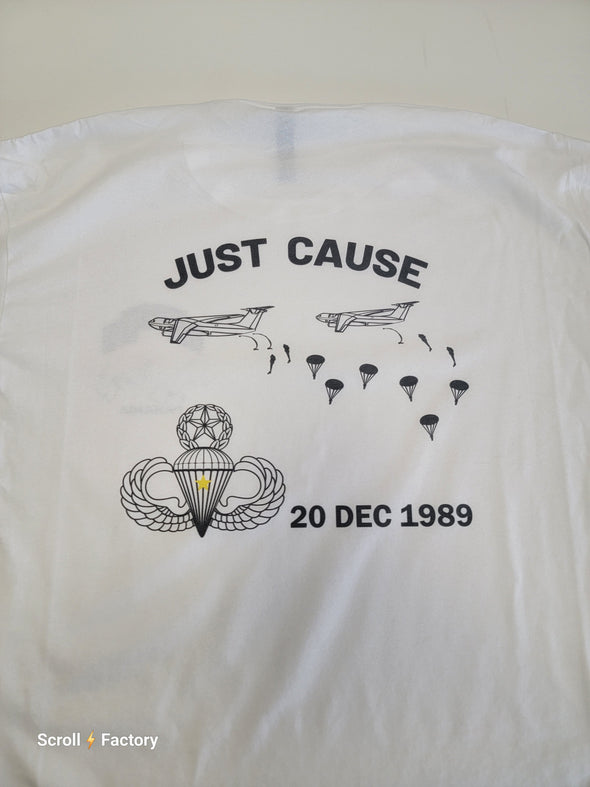 JUST CAUSE
20 DEC 1989
Scroll⚡Factory